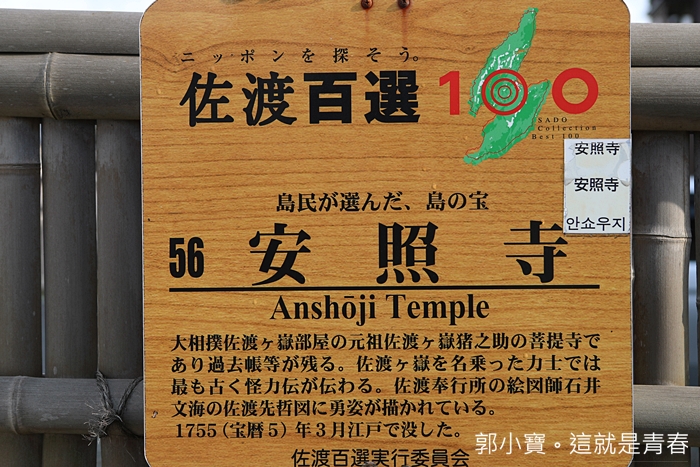 ニッポンを探そう。
佐渡百選 100
SADO
Collection
Best 100
安照寺
安照寺
안쇼우지
島民が選んだ、島の宝
56 安照寺
Anshōji Temple
大相撲佐渡ヶ嶽部屋の元祖佐渡ヶ嶽猪之助の菩提寺で
あり過去帳等が残る。佐渡ヶ嶽を名乗った力士では
最も古く怪力伝が伝わる。佐渡奉行所の絵図師石井
文海の佐渡先哲図に勇姿が描かれている。
1755(宝暦5)年3月江戸で没した。
佐渡百選実行委員会
郭小寶。這就是青春